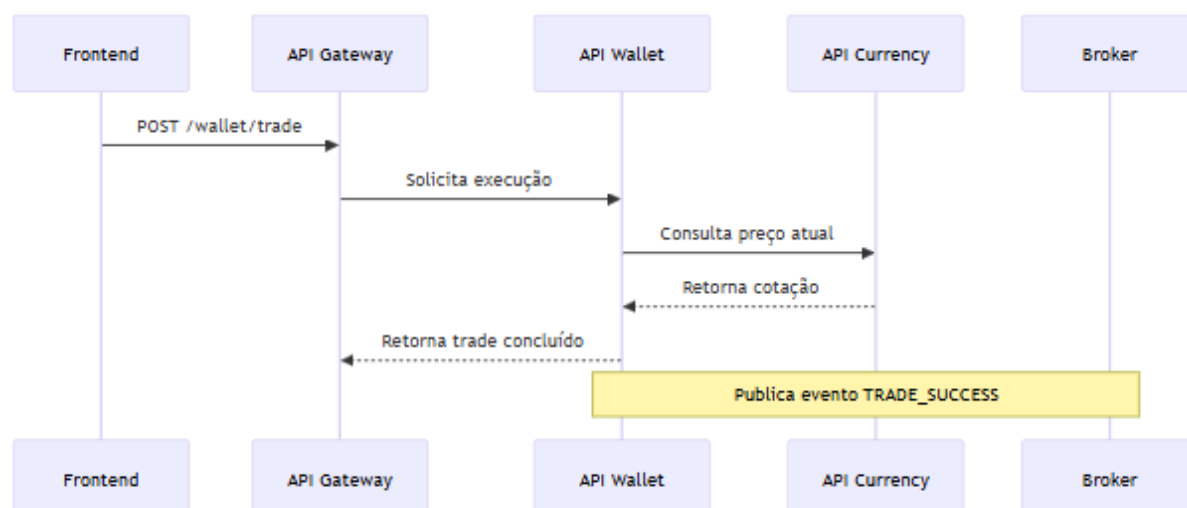 Frontend
API Gateway
API Wallet
API Currency
Broker
POST /wallet/trade
Solicita execução
Consulta preço atual
Retorna cotação
Retorna trade concluído
Publica evento TRADE_SUCCESS
Frontend
API Gateway
API Wallet
API Currency
Broker